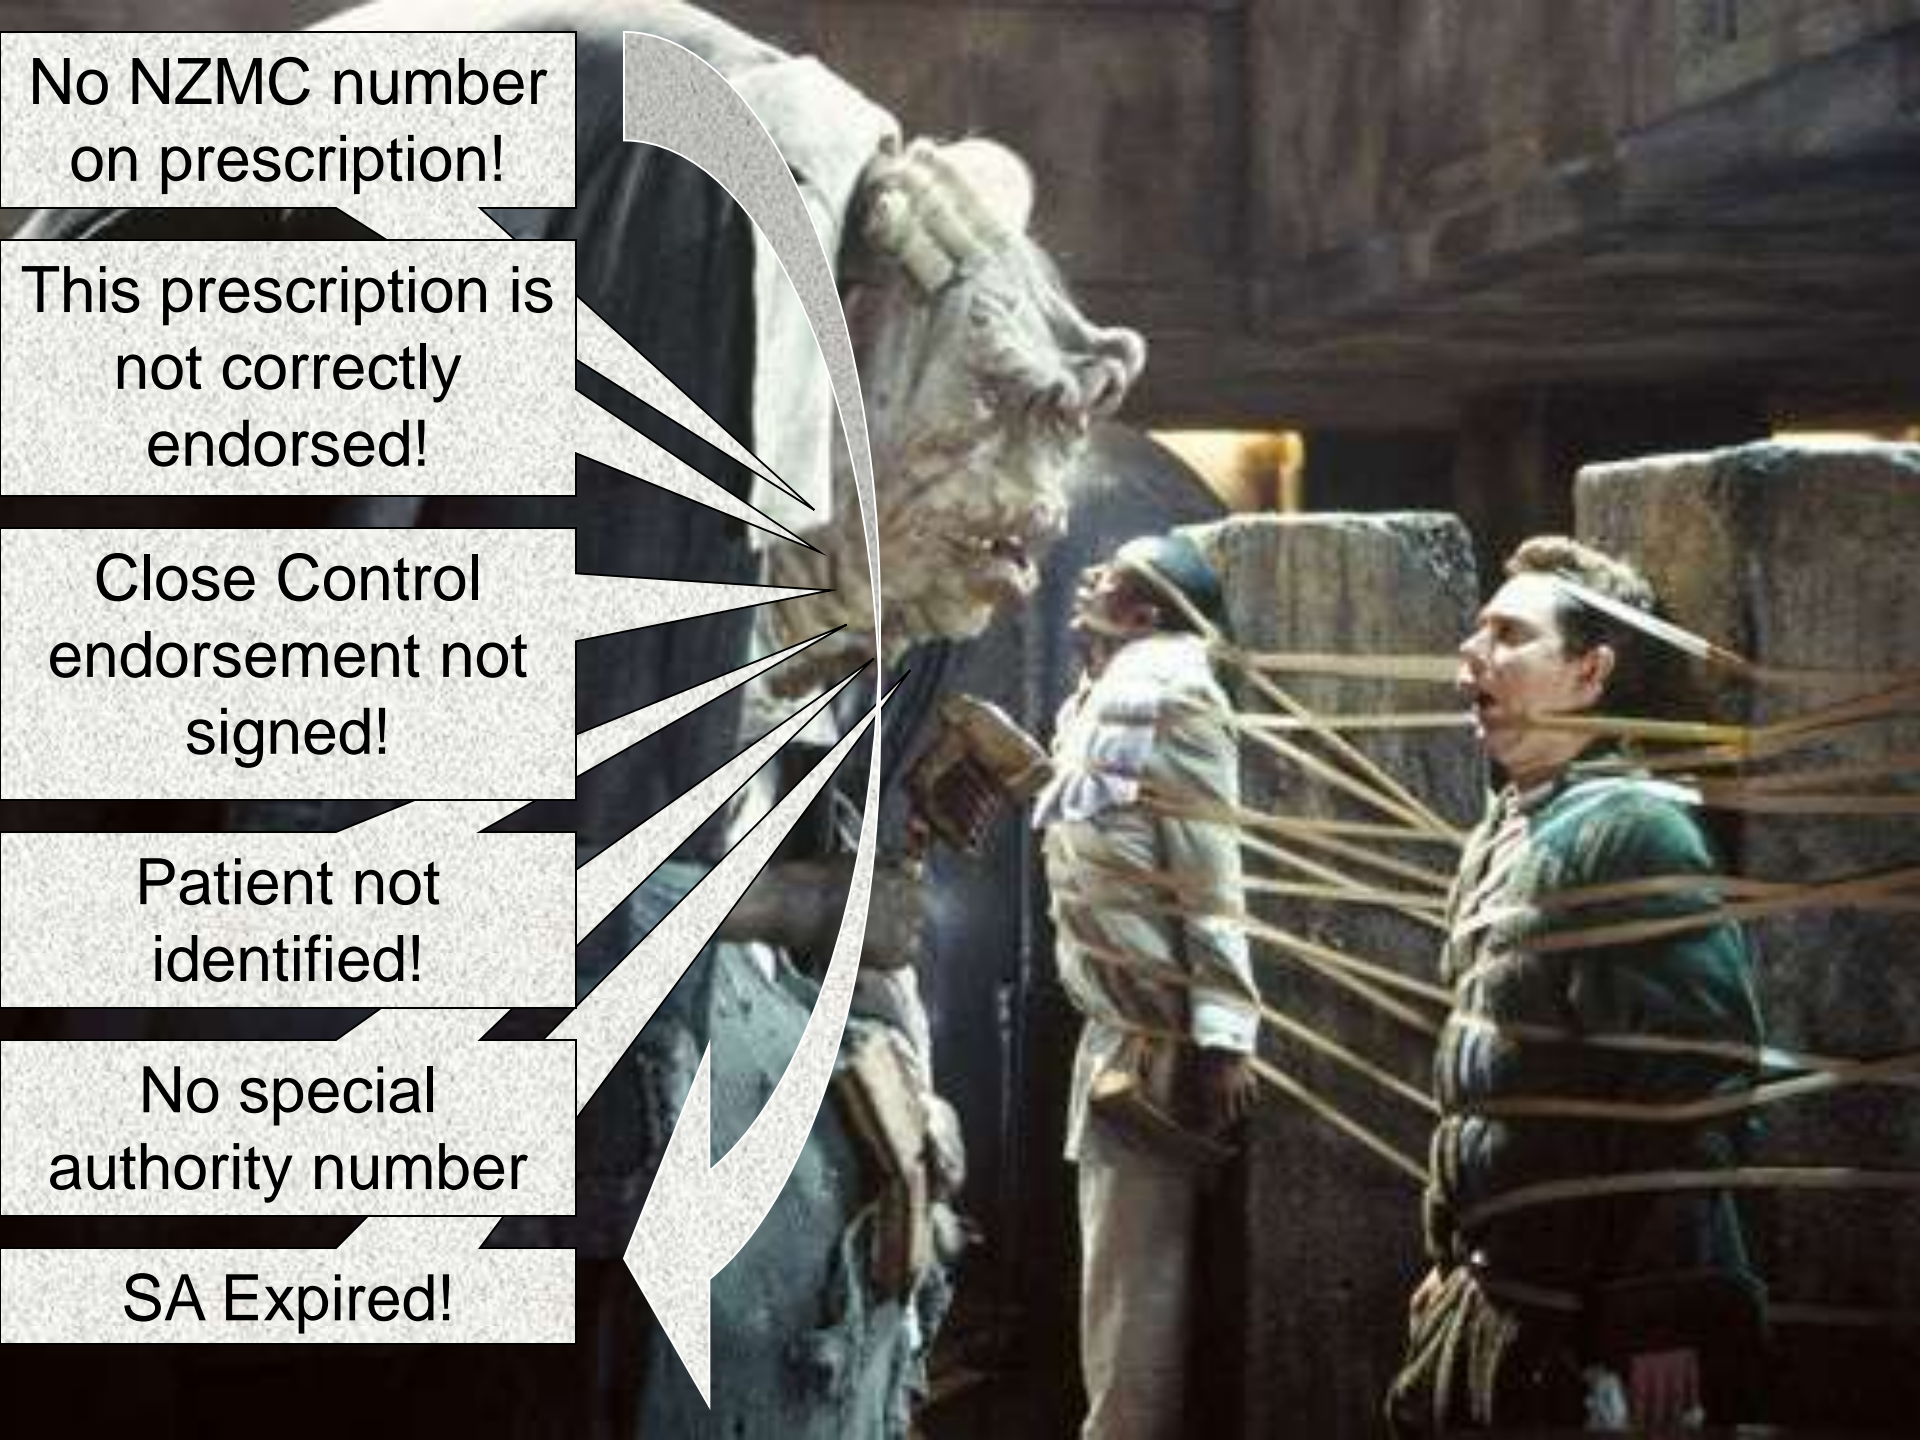 No NZMC number
on prescription!
This prescription is
not correctly
endorsed!
Close Control
endorsement not
signed!
Patient not
identified!
No special
authority number
SA Expired!